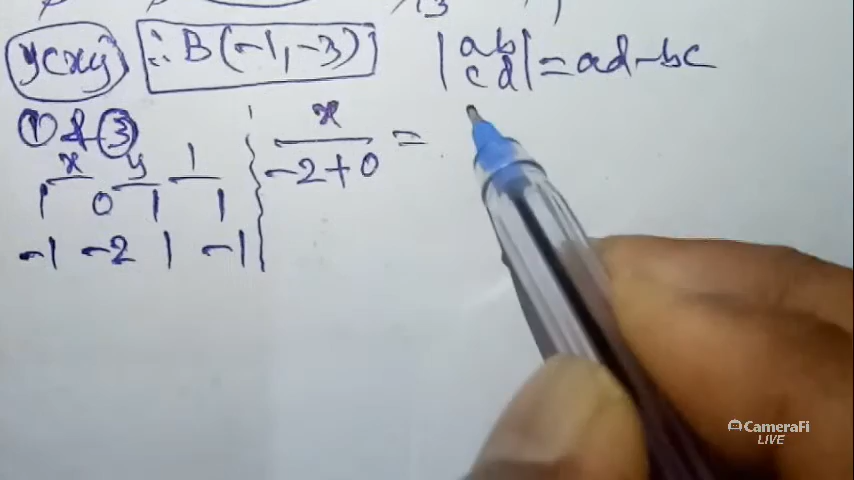 ycxy ∴ B(-1,-3) |a b| = ad-bc
|c d|
① & ③
x y 1
1 0 1 1
-1 -2 1 -1
x/(-2+0) =
CameraFi
LIVE